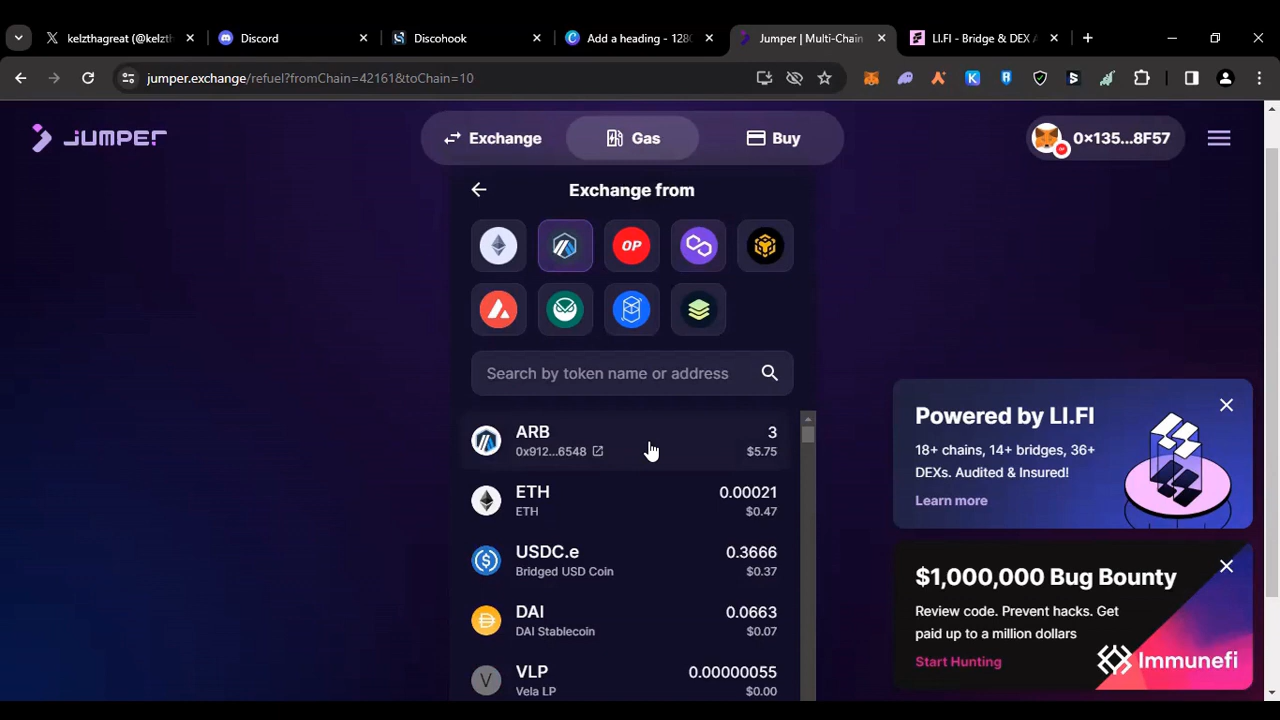 kelzthagreat (@kelzth
Discord
Discohook
Add a heading - 128
Jumper | Multi-Chain
LI.FI - Bridge & DEX A
jumper.exchange/refuel?fromChain=42161&toChain=10
JUMPER
Exchange
Gas
Buy
0×135...8F57
Exchange from
OP
Search by token name or address
ARB
3
0x912...6548
$5.75
ETH
0.00021
ETH
$0.47
USDC.e
0.3666
Bridged USD Coin
$0.37
DAI
0.0663
DAI Stablecoin
$0.07
V
VLP
0.00000055
Vela LP
$0.00
Powered by LI.FI
18+ chains, 14+ bridges, 36+
DEXs. Audited & Insured!
Learn more
$1,000,000 Bug Bounty
Review code. Prevent hacks. Get
paid up to a million dollars
Start Hunting
Immunefi